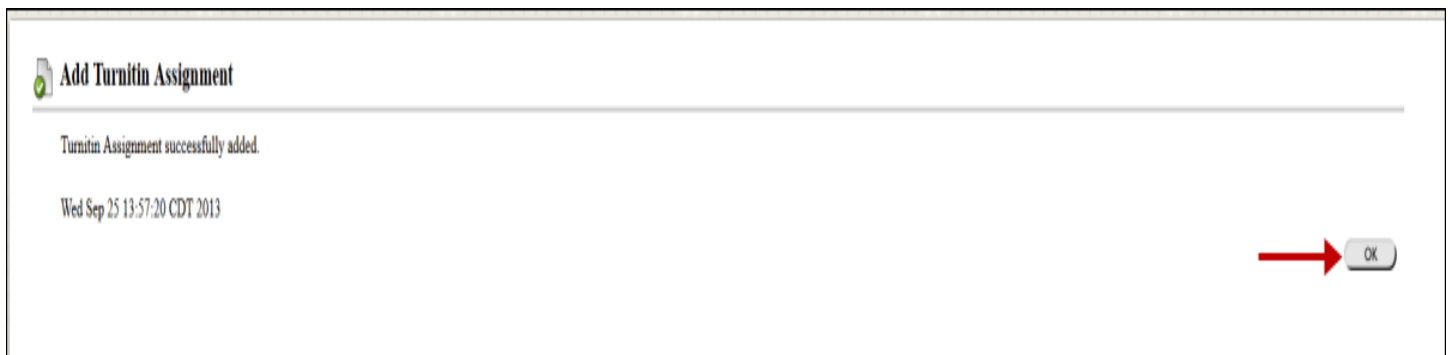 Add Turnitin Assignment
Turnitin Assignment successfully added.
Wed Sep 25 13:57:20 CDT 2013
OK